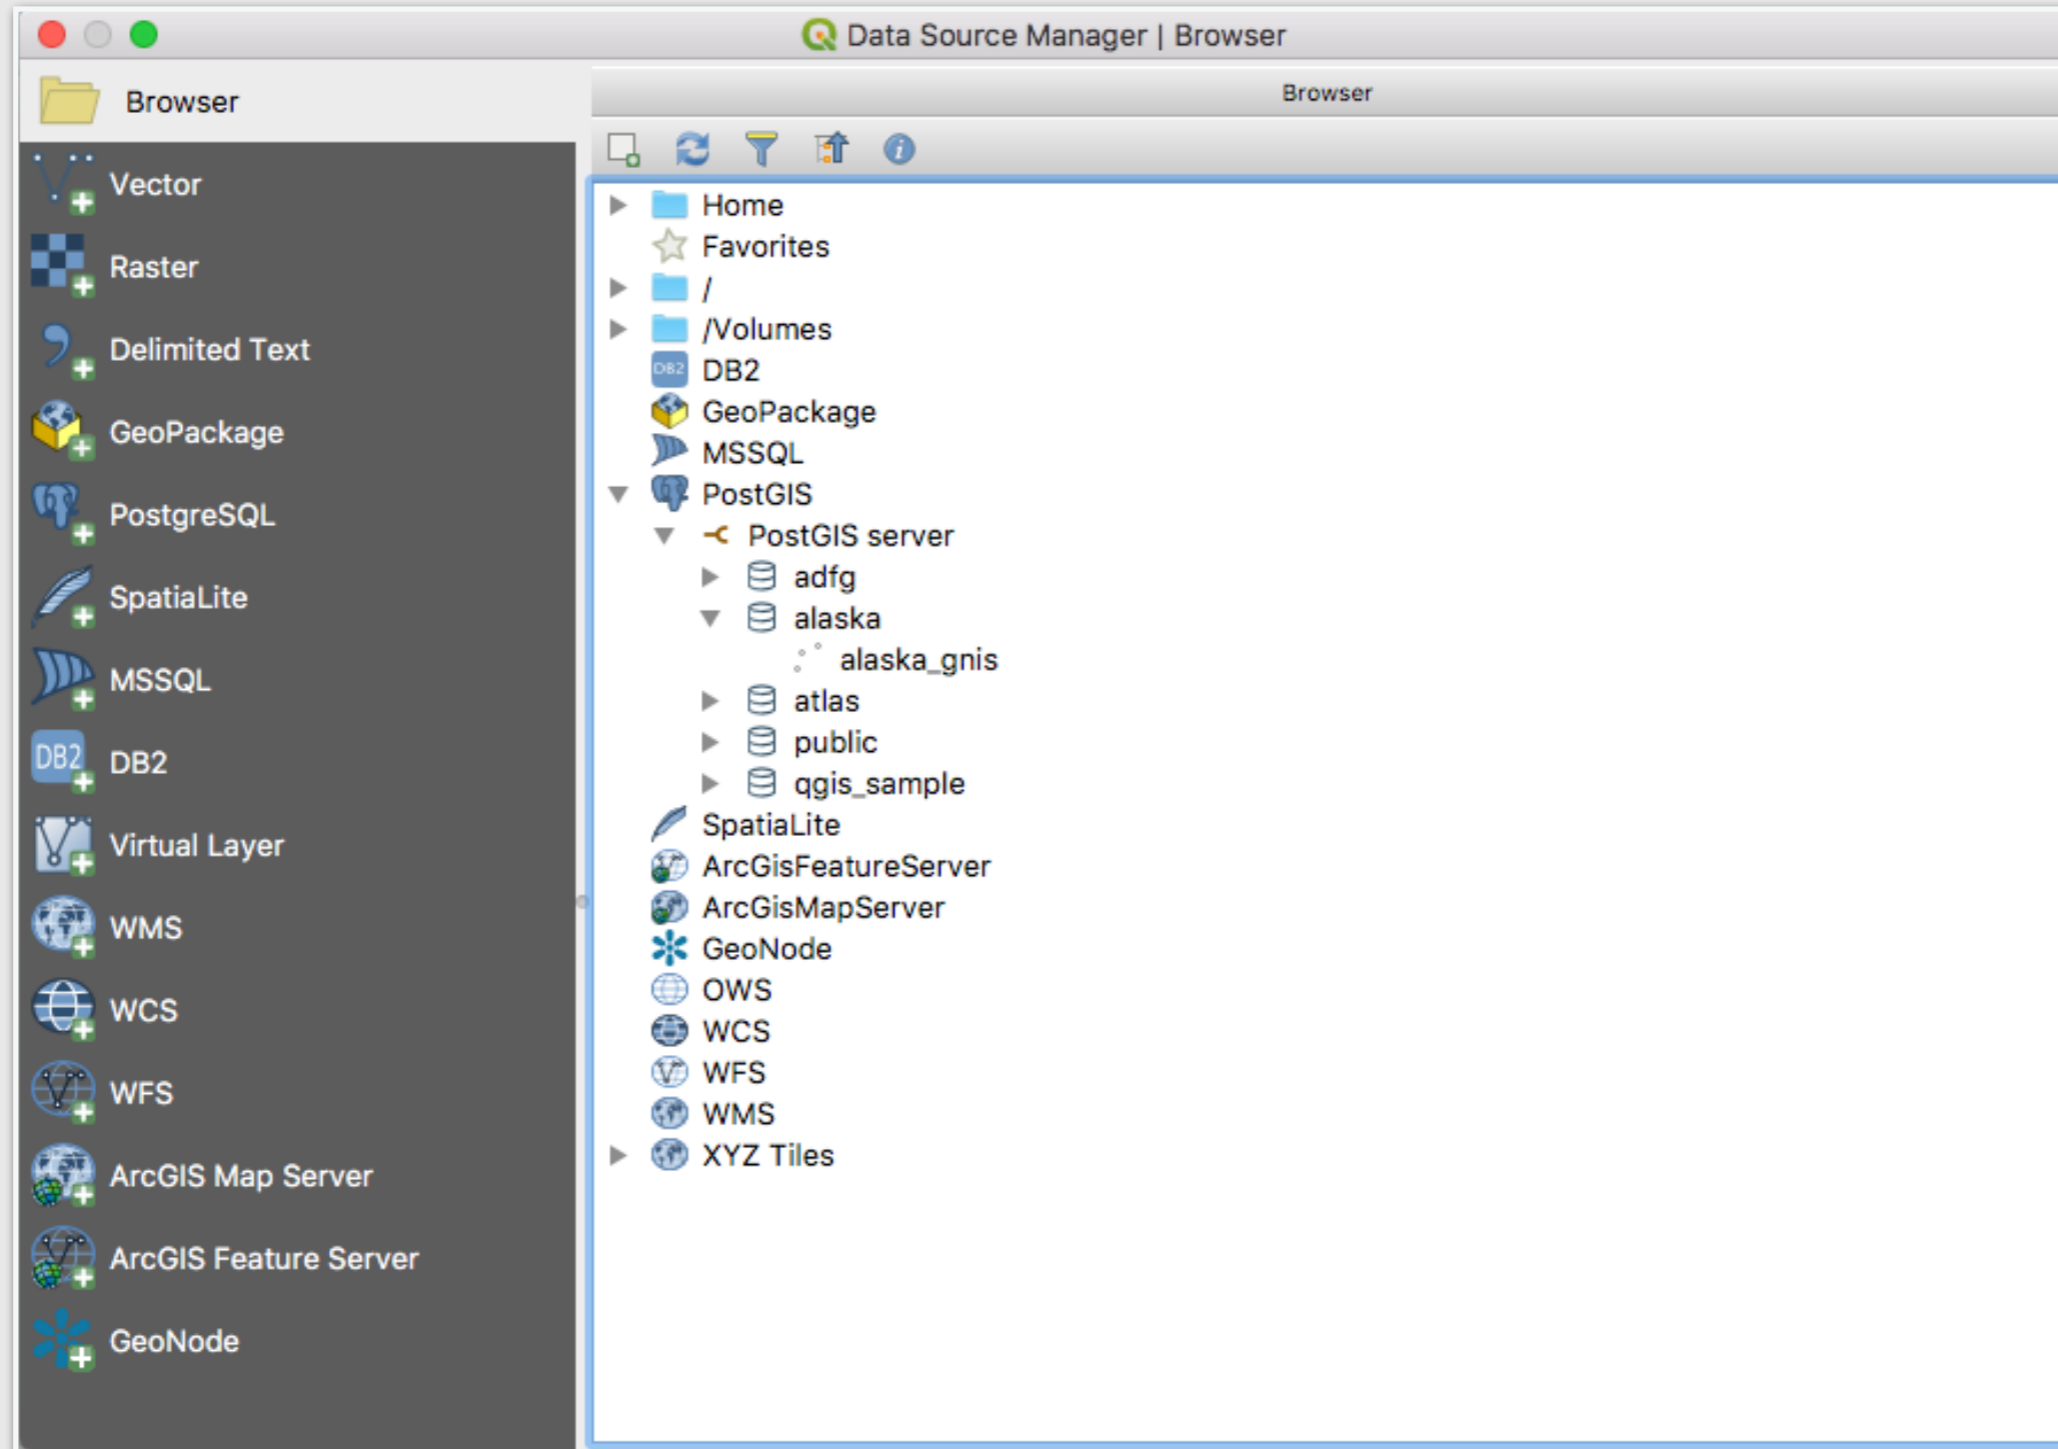 Data Source Manager | Browser
Browser
Vector
Raster
Delimited Text
GeoPackage
PostgreSQL
SpatiaLite
MSSQL
DB2
DB2
Virtual Layer
WMS
WCS
WFS
ArcGIS Map Server
ArcGIS Feature Server
GeoNode
Browser
Home
Favorites
/
/Volumes
DB2
DB2
GeoPackage
MSSQL
PostGIS
PostGIS server
adfg
alaska
alaska_gnis
atlas
public
qgis_sample
SpatiaLite
ArcGisFeatureServer
ArcGisMapServer
GeoNode
OWS
WCS
WFS
WMS
XYZ Tiles